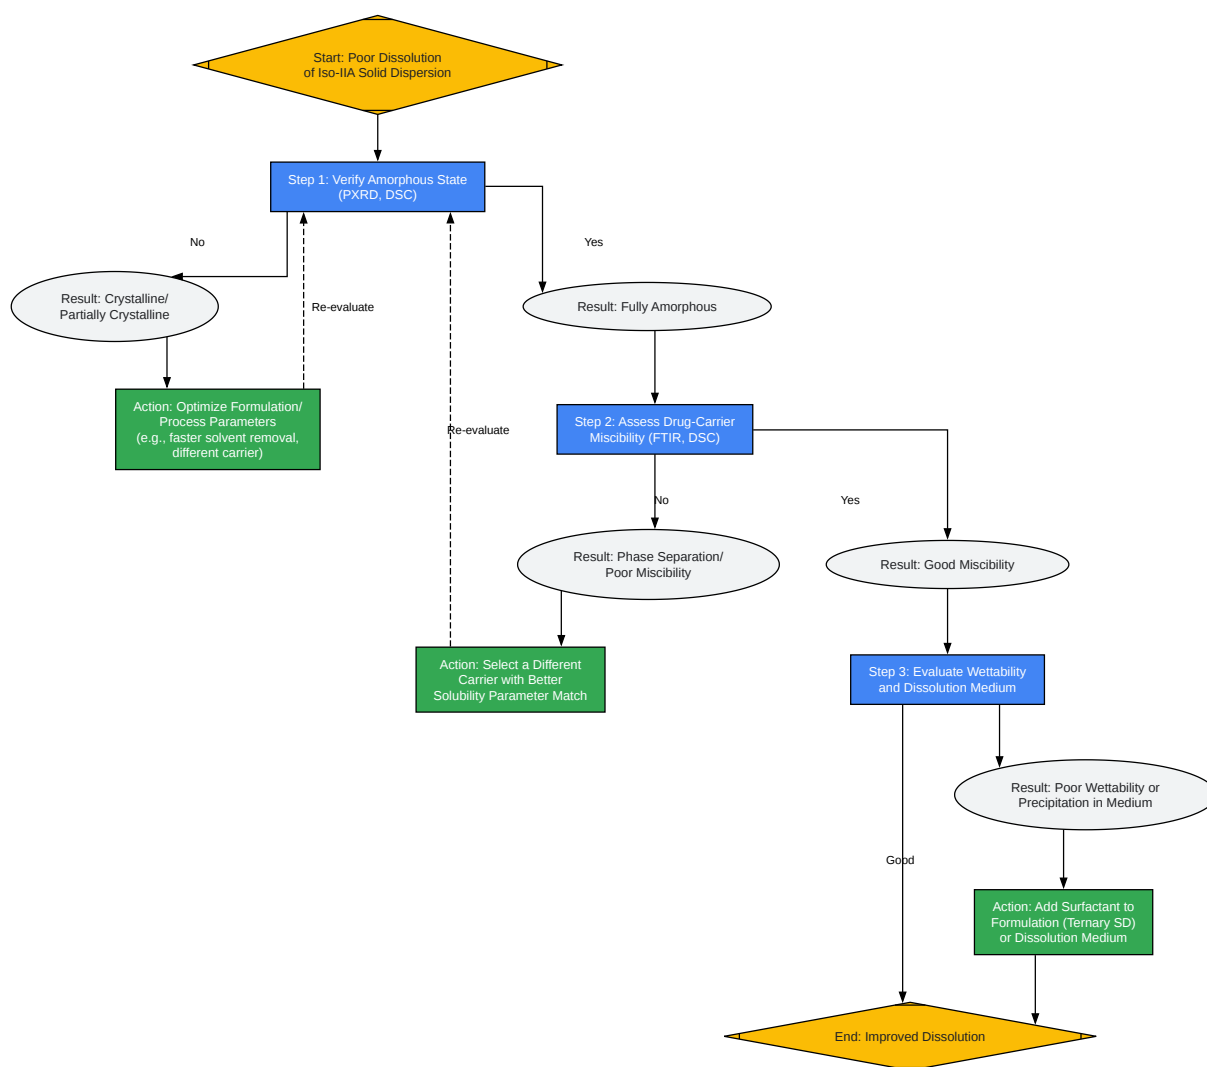 Start: Poor Dissolution
of Iso-IIA Solid Dispersion
Step 1: Verify Amorphous State
(PXRD, DSC)
No
Yes
Result: Crystalline/
Partially Crystalline
Re-evaluate
Result: Fully Amorphous
Action: Optimize Formulation/
Process Parameters
(e.g., faster solvent removal,
different carrier)
Re-evaluate
Step 2: Assess Drug-Carrier
Miscibility (FTIR, DSC)
No
Yes
Result: Phase Separation/
Poor Miscibility
Result: Good Miscibility
Action: Select a Different
Carrier with Better
Solubility Parameter Match
Step 3: Evaluate Wettability
and Dissolution Medium
Result: Poor Wettability or
Precipitation in Medium
Good
Action: Add Surfactant to
Formulation (Ternary SD)
or Dissolution Medium
End: Improved Dissolution